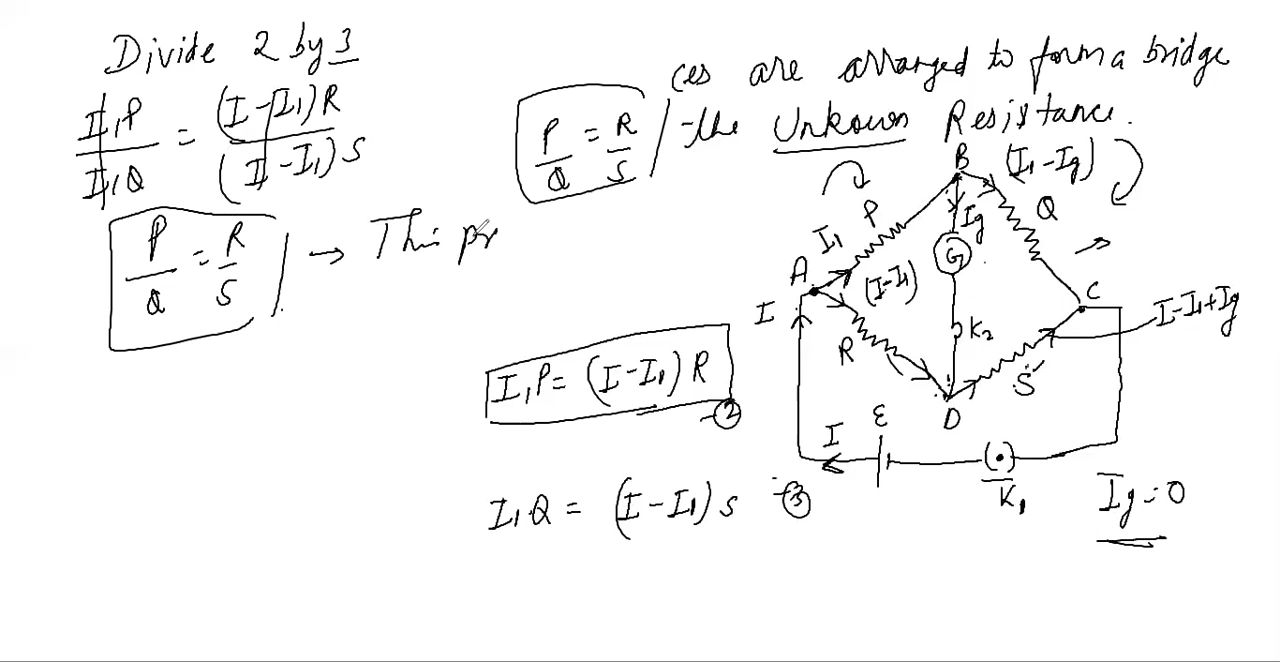 Divide 2 by 3
I₁P / I₁Q = (I-I₁)R / (I-I₁)S
P/Q = R/S → This pr
ces are arranged to form a bridge
P/Q = R/S
the Unkown Resistance.
B
(I₁-Ig)
P
Q
Ig
I₁
G
A
(I-I₁)
I
C
I-I₁+Ig
K₂
R
S
D
I₁P = (I-I₁) R
-②
E
I
K₁
I₁Q = (I-I₁) S -③
Ig=0